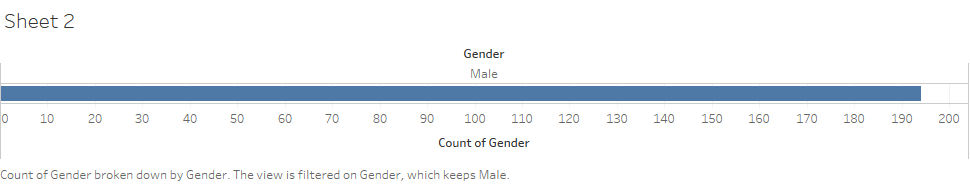 Sheet 2
Gender
Male
0 10 20 30 40 50 60 70 80 90 100 110 120 130 140 150 160 170 180 190 200
Count of Gender
Count of Gender broken down by Gender. The view is filtered on Gender, which keeps Male.